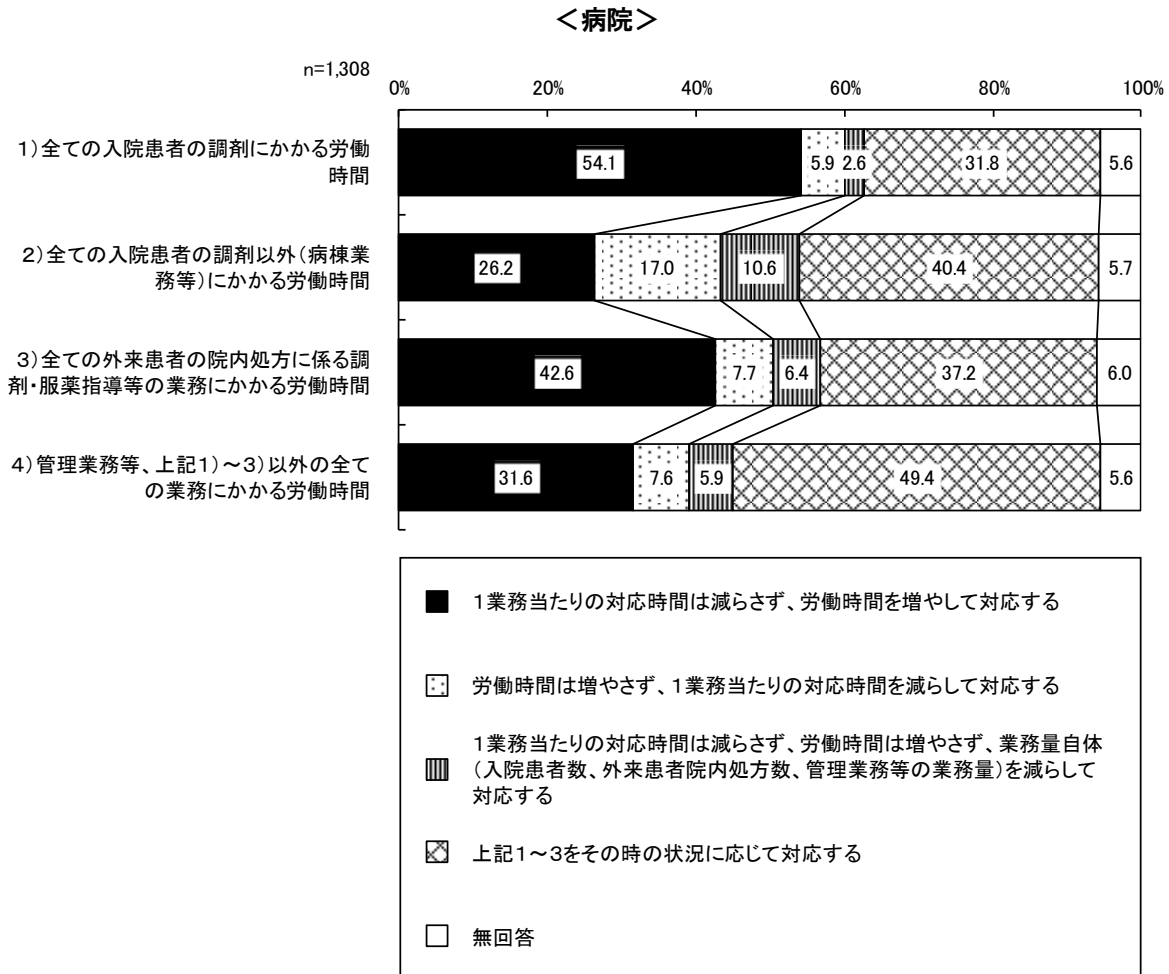 ＜病院＞
n=1,308
0%
20%
40%
60%
80%
100%
1)全ての入院患者の調剤にかかる労働
時間
54.1
5.9
2.6
31.8
5.6
2)全ての入院患者の調剤以外(病棟業
務等)にかかる労働時間
26.2
17.0
10.6
40.4
5.7
3)全ての外来患者の院内処方に係る調
剤・服薬指導等の業務にかかる労働時間
42.6
7.7
6.4
37.2
6.0
4)管理業務等、上記1)～3)以外の全て
の業務にかかる労働時間
31.6
7.6
5.9
49.4
5.6
1業務当たりの対応時間は減らさず、労働時間を増やして対応する
労働時間は増やさず、1業務当たりの対応時間を減らして対応する
1業務当たりの対応時間は減らさず、労働時間は増やさず、業務量自体
(入院患者数、外来患者院内処方数、管理業務等の業務量)を減らして
対応する
上記1～3をその時の状況に応じて対応する
無回答